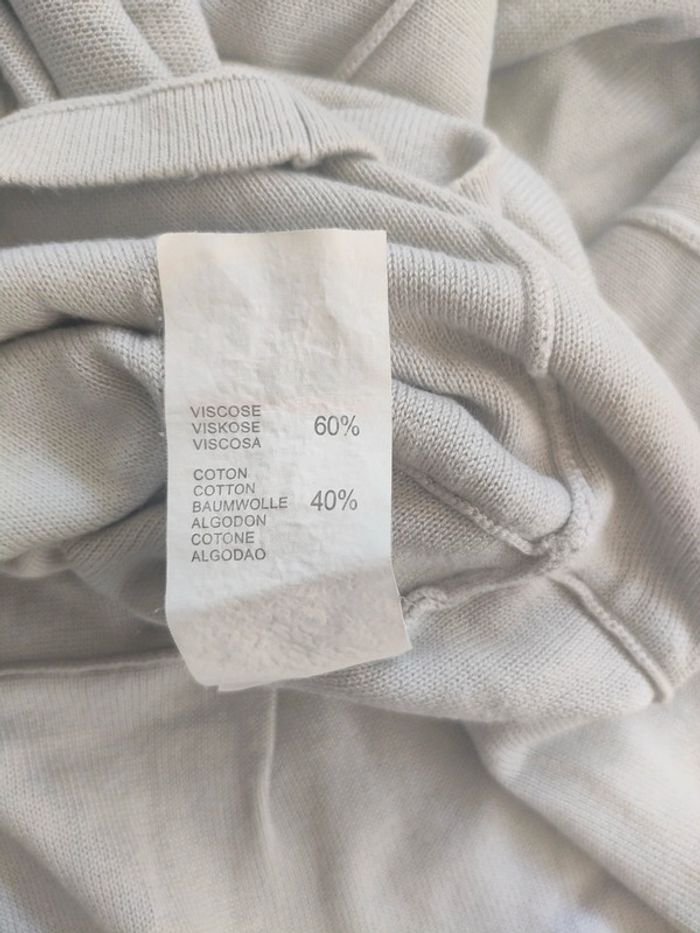 VISCOSE
VISKOSE 60%
VISCOSA
COTON
COTTON
BAUMWOLLE 40%
ALGODON
COTONE
ALGODAO